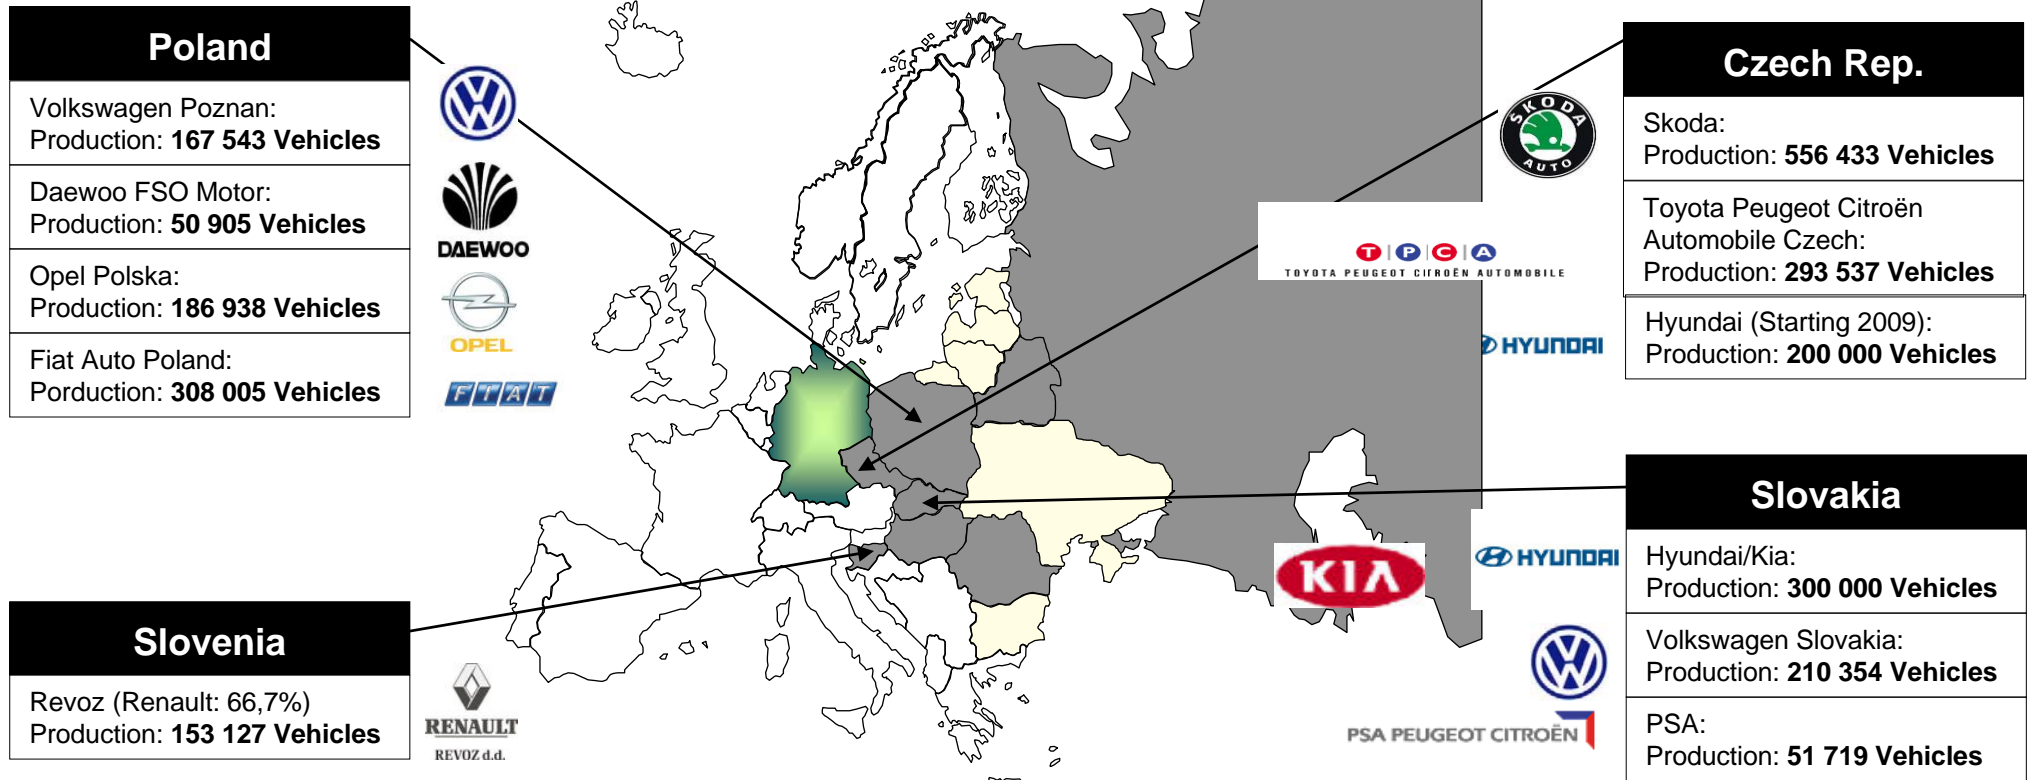 Poland
Volkswagen Poznan:
Production: 167 543 Vehicles
Daewoo FSO Motor:
Production: 50 905 Vehicles
Opel Polska:
Production: 186 938 Vehicles
Fiat Auto Poland:
Porduction: 308 005 Vehicles
Slovenia
Revoz (Renault: 66,7%)
Production: 153 127 Vehicles
DAEWOO
OPEL
FIAT
RENAULT
REVOZ d.d.
SKODA
AUTO
T P C A
TOYOTA PEUGEOT CITROËN AUTOMOBILE
HYUNDAI
KIA
HYUNDAI
PSA PEUGEOT CITROËN
Czech Rep.
Skoda:
Production: 556 433 Vehicles
Toyota Peugeot Citroën
Automobile Czech:
Production: 293 537 Vehicles
Hyundai (Starting 2009):
Production: 200 000 Vehicles
Slovakia
Hyundai/Kia:
Production: 300 000 Vehicles
Volkswagen Slovakia:
Production: 210 354 Vehicles
PSA:
Production: 51 719 Vehicles